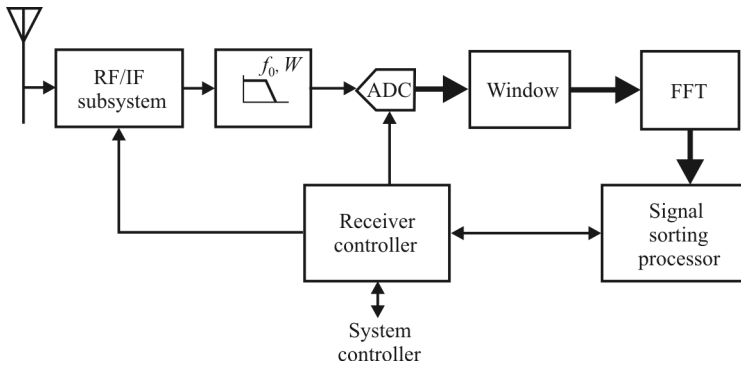 RF/IF
subsystem
f₀, W
ADC
Window
FFT
Receiver
controller
Signal
sorting
processor
System
controller